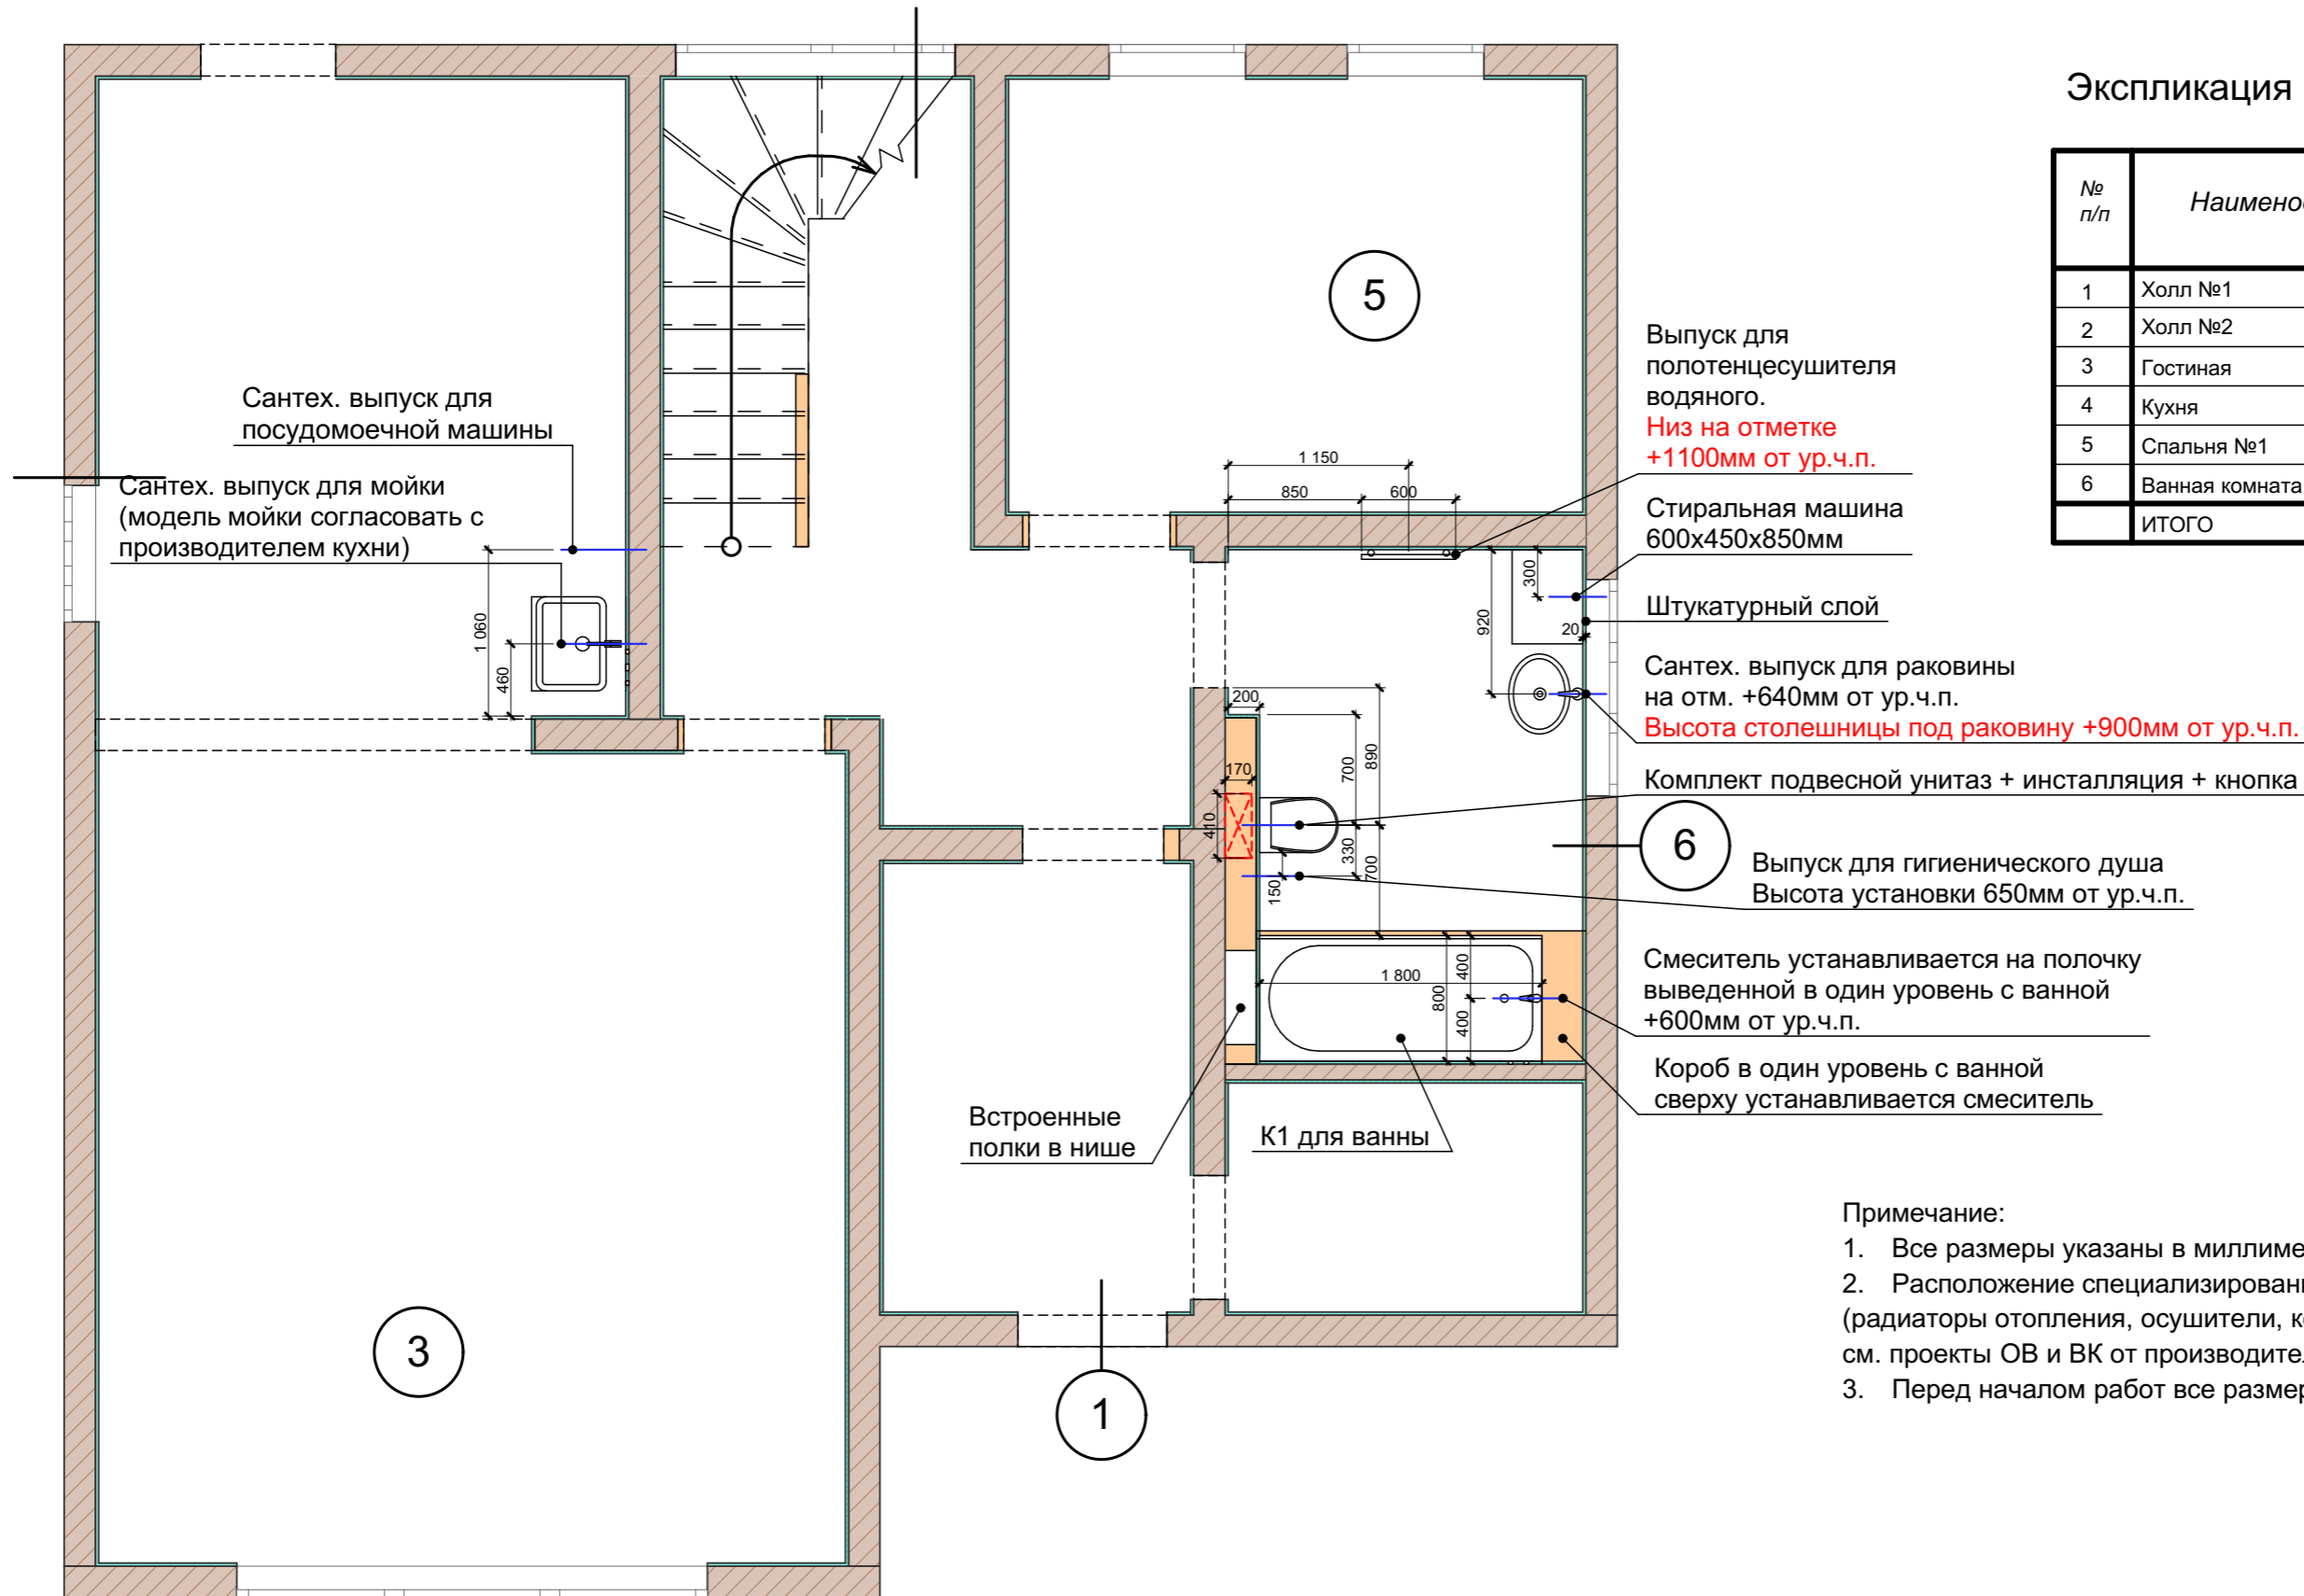 Экспликация
№
п/п
1 Холл №1
2 Холл №2
3 Гостиная
4 Кухня
5 Спальня №1
6 Ванная комната
ИТОГО
5
Выпуск для
полотенцесушителя
водяного.
Низ на отметке
+1100мм от ур.ч.п.
Сантех. выпуск для
посудомоечной машины
Сантех. выпуск для мойки
(модель мойки согласовать с
производителем кухни)
1 150
850 600
Стиральная машина
600х450х850мм
300
920
20
1 060
460
Штукатурный слой
Сантех. выпуск для раковины
на отм. +640мм от ур.ч.п.
Высота столешницы под раковину +900мм от ур.ч.п.
200
890
700
170
410
330
700
150
Комплект подвесной унитаз + инсталляция + кнопка
6
Выпуск для гигиенического душа
Высота установки 650мм от ур.ч.п.
1 800
800
400
400
Смеситель устанавливается на полочку
выведенной в один уровень с ванной
+600мм от ур.ч.п.
Короб в один уровень с ванной
сверху устанавливается смеситель
Встроенные
полки в нише
К1 для ванны
3
1
Примечание:
1. Все размеры указаны в
2. Расположение
(радиаторы отопления, осушители,
см. проекты ОВ и ВК от
3. Перед началом работ все